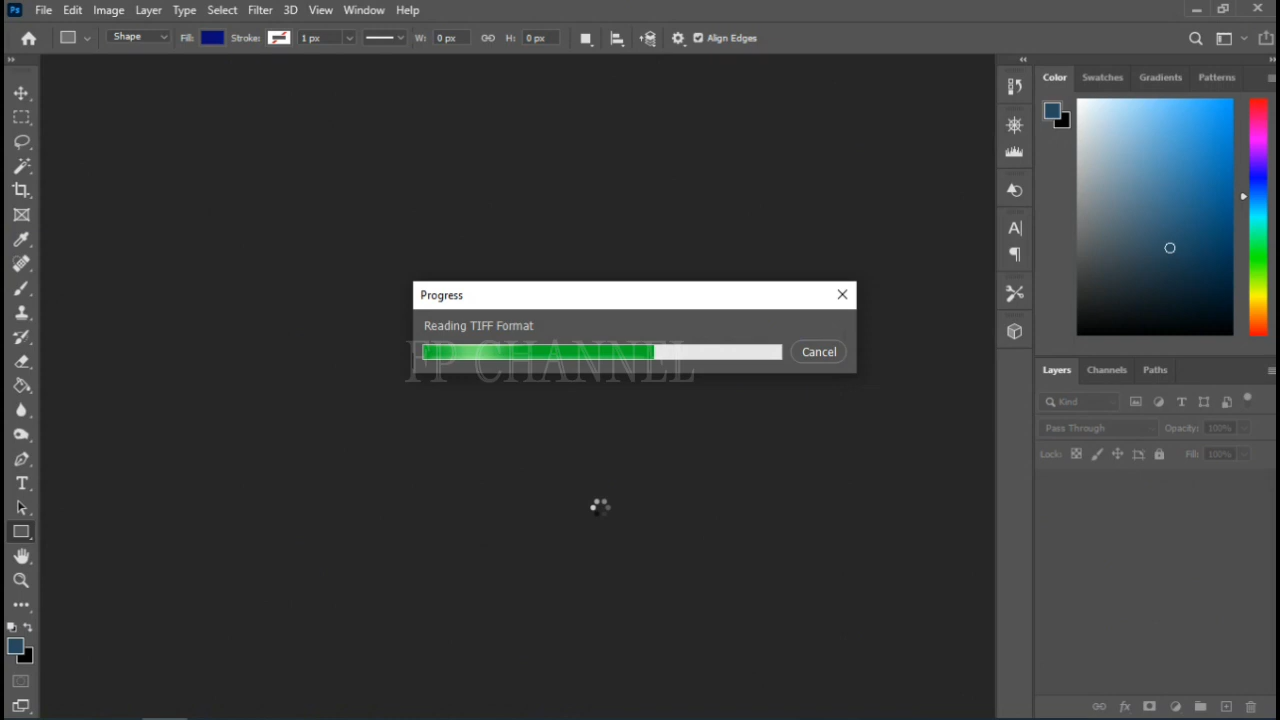 Ps File Edit Image Layer Type Select Filter 3D View Window Help
Shape Fill: Stroke: 1 px W: 0 px H: 0 px Align Edges
Color Swatches Gradients Patterns
Progress
Reading TIFF Format
Cancel
FP CHANNEL
Layers Channels Paths
Kind
Pass Through Opacity: 100%
Lock: Fill: 100%